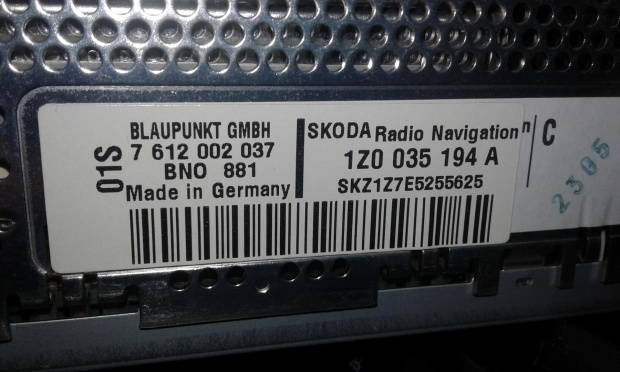 01S
BLAUPUNKT GMBH
7 612 002 037
BNO 881
Made in Germany
SKODA Radio Navigation
1Z0 035 194 A
SKZ1Z7E5255625
n
C
2305